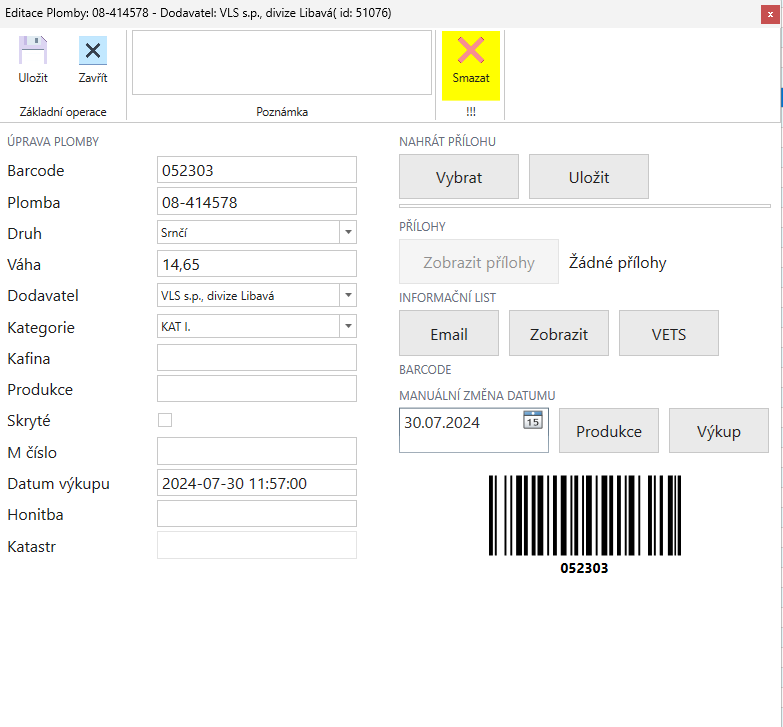 Editace Plomby: 08-414578 - Dodavatel: VLS s.p., divize Libavá( id: 51076)
x
Uložit
Zavřít
Smazat
Základní operace
Poznámka
!!!
ÚPRAVA PLOMBY
Barcode 052303
Plomba 08-414578
Druh Srnčí
Váha 14,65
Dodavatel VLS s.p., divize Libavá
Kategorie KAT I.
Kafina
Produkce
Skryté
M číslo
Datum výkupu 2024-07-30 11:57:00
Honitba
Katastr
NAHRÁT PŘÍLOHU
Vybrat Uložit
PŘÍLOHY
Zobrazit přílohy Žádné přílohy
INFORMAČNÍ LIST
Email Zobrazit VETS
BARCODE
MANUÁLNÍ ZMĚNA DATUMU
30.07.2024 15 Produkce Výkup
052303